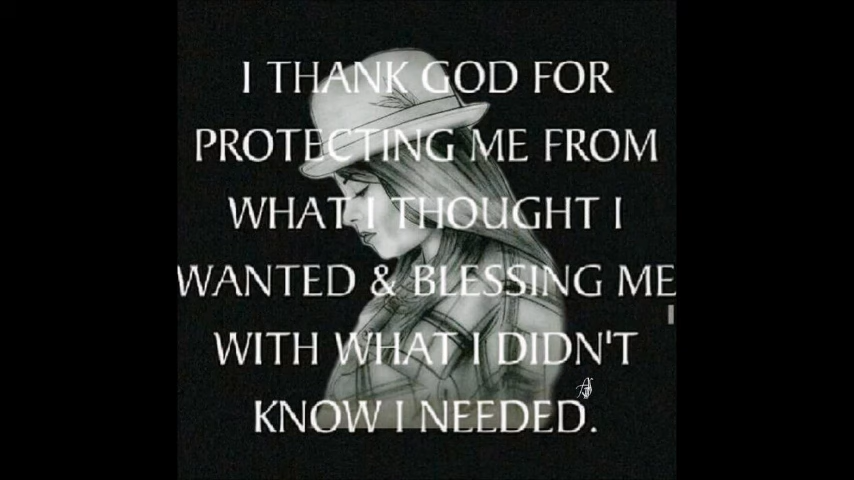 I THANK GOD FOR
PROTECTING ME FROM
WHAT I THOUGHT I
WANTED & BLESSING ME
WITH WHAT I DIDN'T
KNOW I NEEDED.